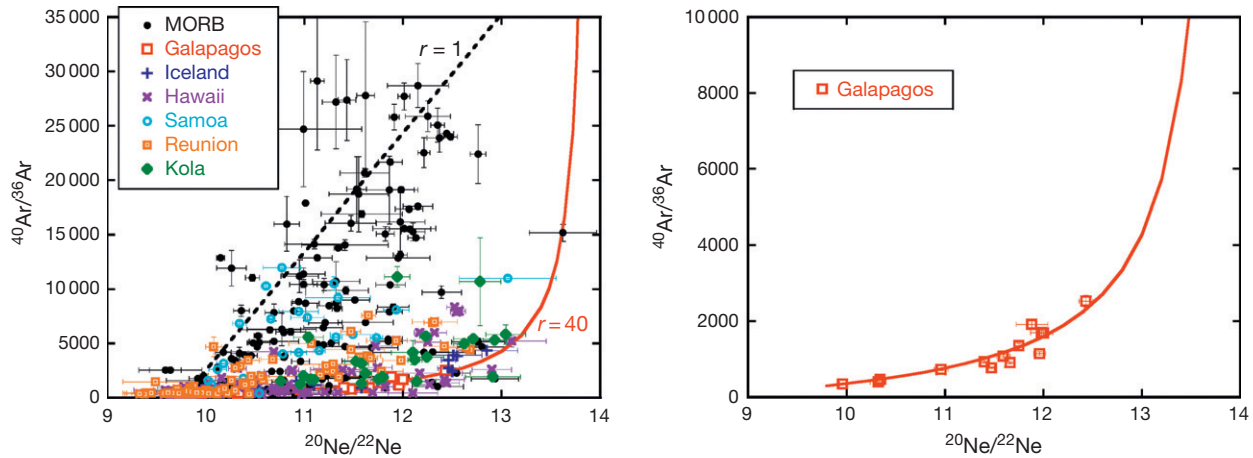 35 000
30 000
25 000
20 000
15 000
10 000
5000
0
⁴⁰Ar/³⁶Ar
MORB
Galapagos
Iceland
Hawaii
Samoa
Reunion
Kola
r = 1
r = 40
9 10 11 12 13 14
²⁰Ne/²²Ne
10 000
8000
6000
4000
2000
0
⁴⁰Ar/³⁶Ar
Galapagos
9 10 11 12 13 14
²⁰Ne/²²Ne